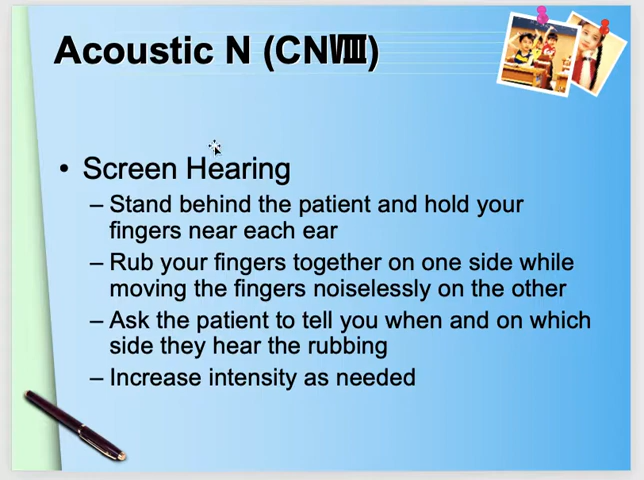 Acoustic N (CNⅧ)
• Screen Hearing
– Stand behind the patient and hold your
fingers near each ear
– Rub your fingers together on one side while
moving the fingers noiselessly on the other
– Ask the patient to tell you when and on which
side they hear the rubbing
– Increase intensity as needed